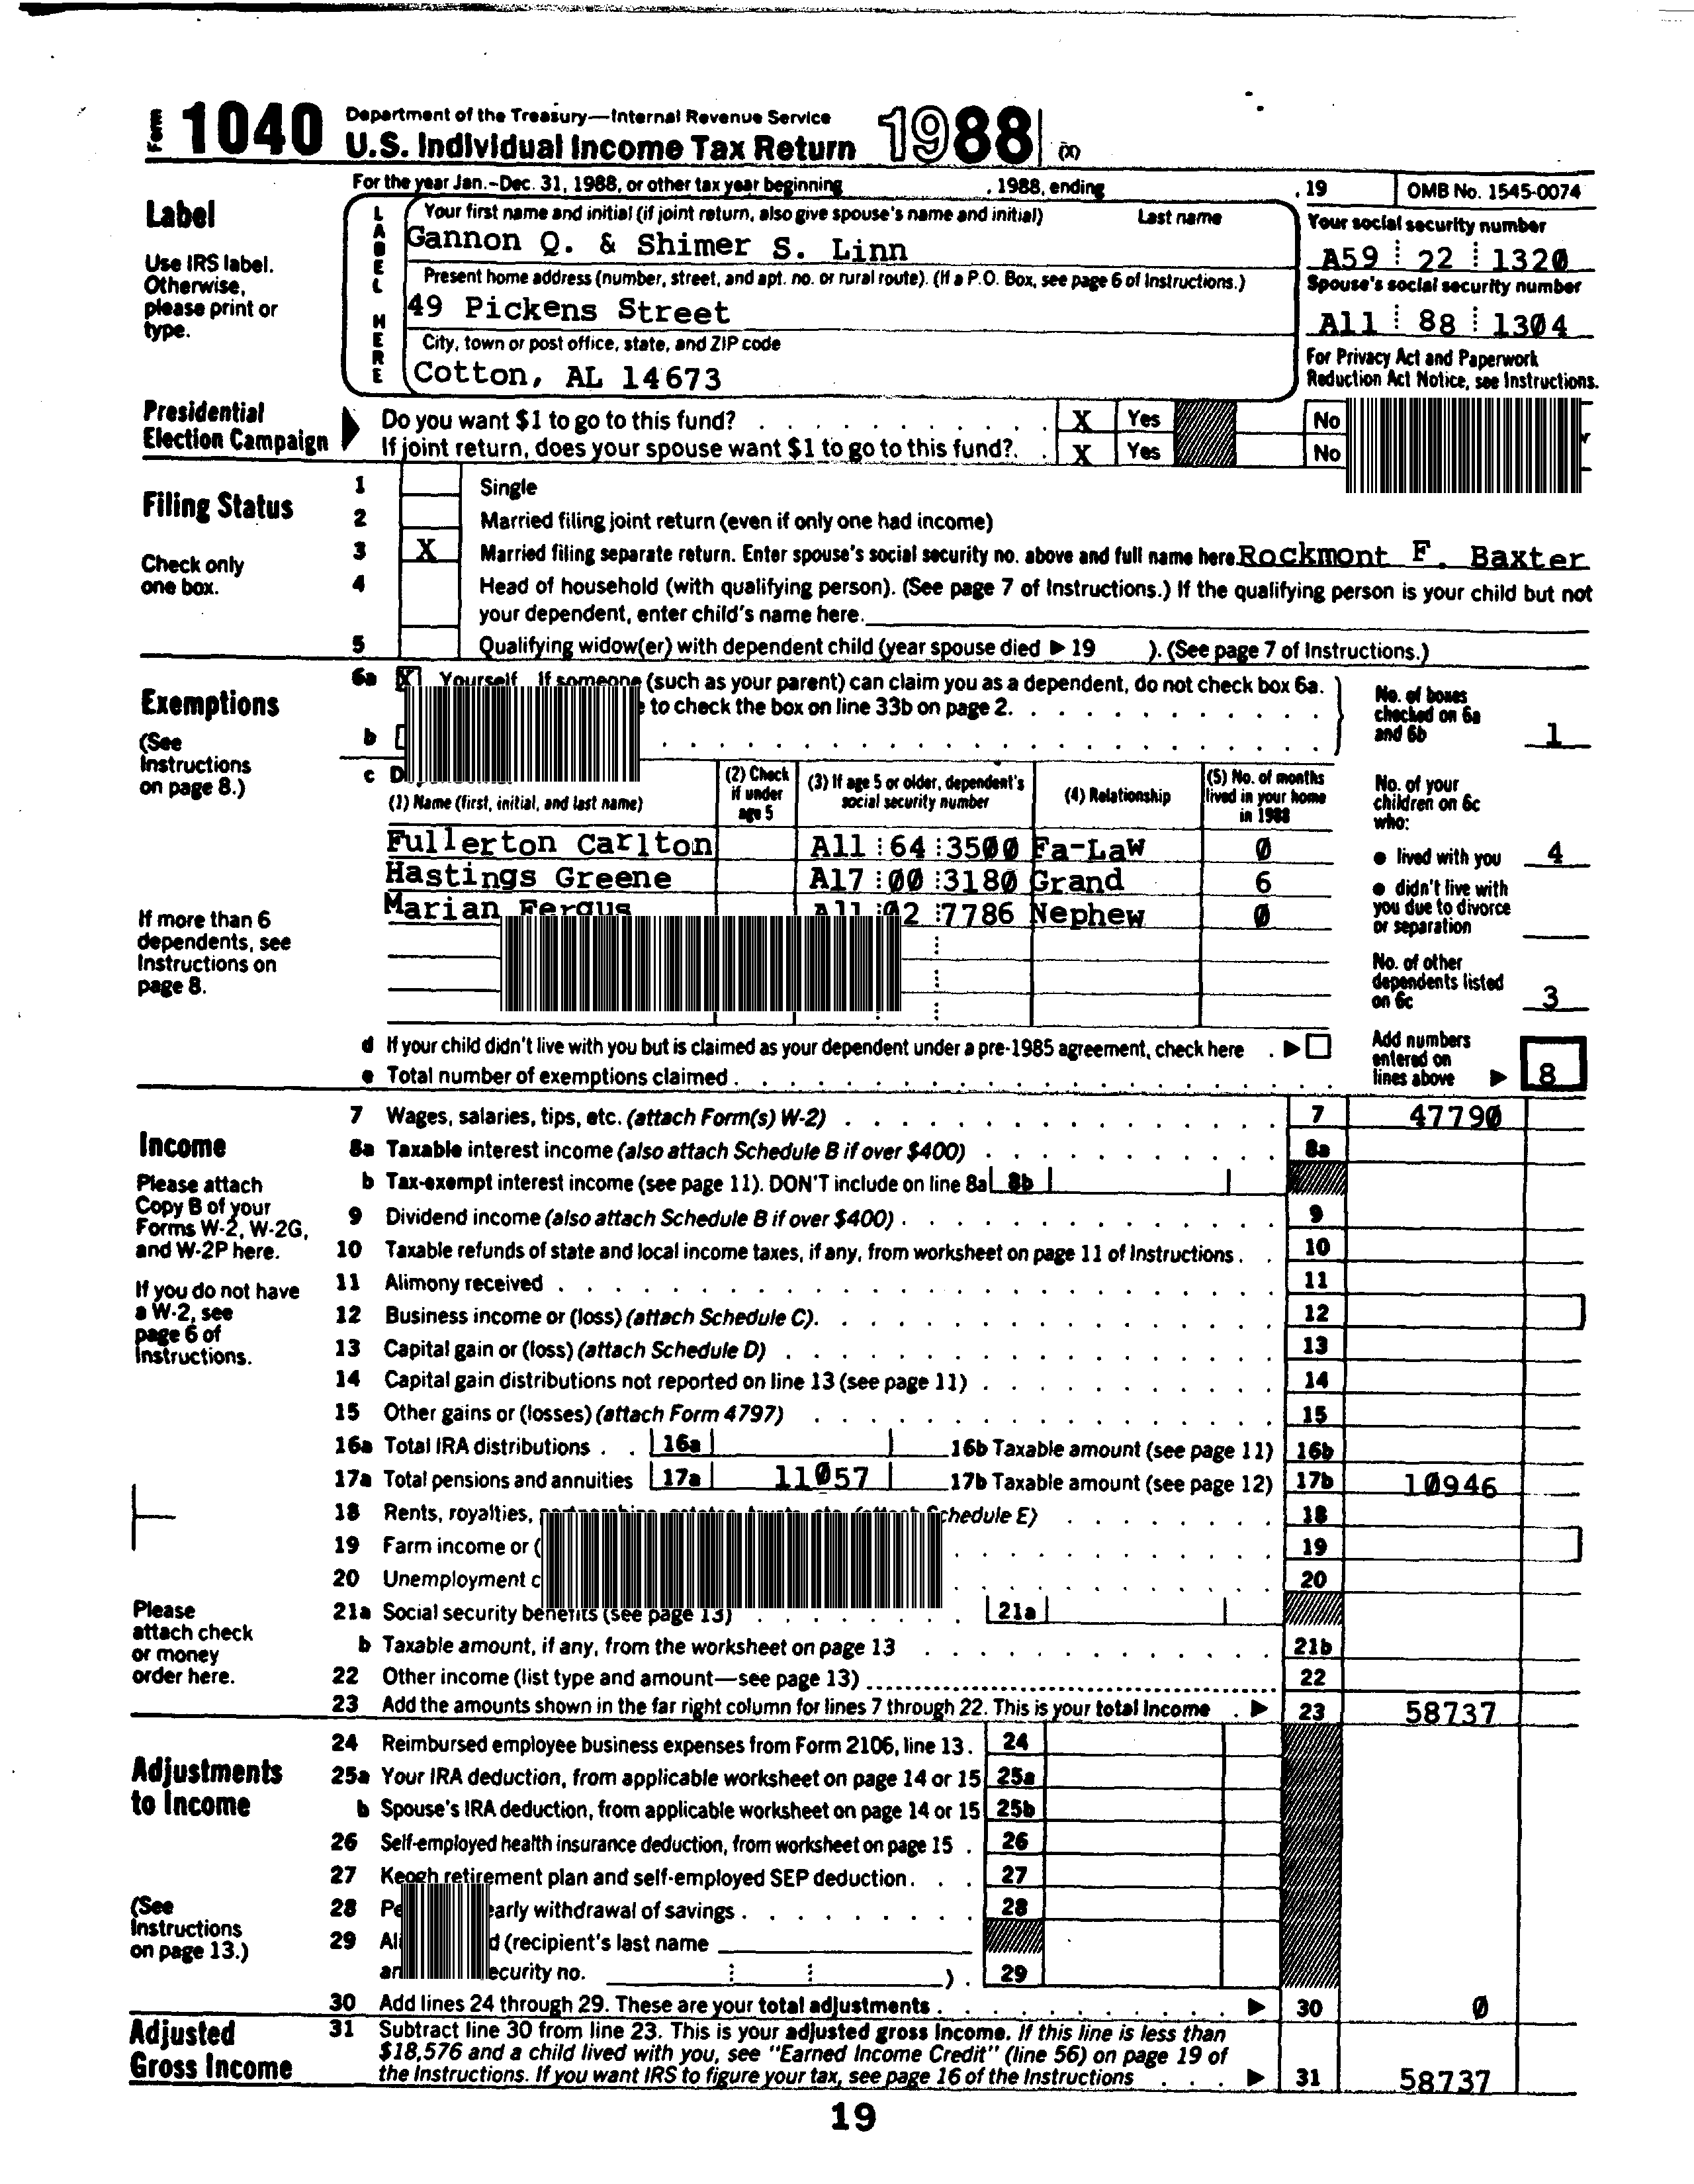 Form 1040 Department of the Treasury—Internal Revenue Service
U.S. Individual Income Tax Return 1988 (X)
For the year Jan.-Dec. 31, 1988, or other tax year beginning , 1988, ending , 19 OMB No. 1545-0074
Label
Use IRS label.
Otherwise,
please print or
type.
LABEL HERE
Your first name and initial (if joint return, also give spouse's name and initial) Last name
Gannon Q. & Shimer S. Linn
Present home address (number, street, and apt. no. or rural route). (If a P.O. Box, see page 6 of Instructions.)
49 Pickens Street
City, town or post office, state, and ZIP code
Cotton, AL 14673
Your social security number
A59 22 1320
Spouse's social security number
A11 88 1304
For Privacy Act and Paperwork
Reduction Act Notice, see Instructions.
Presidential
Election Campaign
Do you want $1 to go to this fund? X Yes No
If joint return, does your spouse want $1 to go to this fund? X Yes No
Filing Status
Check only
one box.
1 Single
2 Married filing joint return (even if only one had income)
3 X Married filing separate return. Enter spouse's social security no. above and full name here. Rockmont F. Baxter
4 Head of household (with qualifying person). (See page 7 of Instructions.) If the qualifying person is your child but not
your dependent, enter child's name here.
5 Qualifying widow(er) with dependent child (year spouse died ▶ 19 ). (See page 7 of Instructions.)
Exemptions
(See
Instructions
on page 8.)
If more than 6
dependents, see
Instructions on
page 8.
6a X Yourself If someone (such as your parent) can claim you as a dependent, do not check box 6a.
to check the box on line 33b on page 2.
b
c
(1) Name (first, initial, and last name)
(2) Check
if under
age 5
(3) If age 5 or older, dependent's
social security number
(4) Relationship
(5) No. of months
lived in your home
in 1988
Fullerton Carlton A11 64 3500 Fa-Law 0
Hastings Greene A17 00 3180 Grand 6
Marian Fergus A11 02 7786 Nephew 0
No. of boxes
checked on 6a
and 6b 1
No. of your
children on 6c
who:
● lived with you 4
● didn't live with
you due to divorce
or separation
No. of other
dependents listed
on 6c 3
d If your child didn't live with you but is claimed as your dependent under a pre-1985 agreement, check here . ▶
e Total number of exemptions claimed
Add numbers
entered on
lines above ▶ 8
Income
Please attach
Copy B of your
Forms W-2, W-2G,
and W-2P here.
If you do not have
a W-2, see
page 6 of
Instructions.
Please
attach check
or money
order here.
7 Wages, salaries, tips, etc. (attach Form(s) W-2) 7 47790
8a Taxable interest income (also attach Schedule B if over $400) 8a
b Tax-exempt interest income (see page 11). DON'T include on line 8a 8b
9 Dividend income (also attach Schedule B if over $400) 9
10 Taxable refunds of state and local income taxes, if any, from worksheet on page 11 of Instructions 10
11 Alimony received 11
12 Business income or (loss) (attach Schedule C) 12
13 Capital gain or (loss) (attach Schedule D) 13
14 Capital gain distributions not reported on line 13 (see page 11) 14
15 Other gains or (losses) (attach Form 4797) 15
16a Total IRA distributions 16a 16b Taxable amount (see page 11) 16b
17a Total pensions and annuities 17a 11057 17b Taxable amount (see page 12) 17b 10946
18 Rents, royalties, Schedule E) 18
19 Farm income or ( 19
20 Unemployment 20
21a Social security benefits (see page 13) 21a
b Taxable amount, if any, from the worksheet on page 13 21b
22 Other income (list type and amount—see page 13) 22
23 Add the amounts shown in the far right column for lines 7 through 22. This is your total income ▶ 23 58737
Adjustments
to Income
(See
Instructions
on page 13.)
24 Reimbursed employee business expenses from Form 2106, line 13 24
25a Your IRA deduction, from applicable worksheet on page 14 or 15 25a
b Spouse's IRA deduction, from applicable worksheet on page 14 or 15 25b
26 Self-employed health insurance deduction, from worksheet on page 15 26
27 Keogh retirement plan and self-employed SEP deduction 27
28 withdrawal of savings 28
29 (recipient's last name
no. ) 29
30 Add lines 24 through 29. These are your total adjustments ▶ 30 0
Adjusted
Gross Income
31 Subtract line 30 from line 23. This is your adjusted gross income. If this line is less than
$18,576 and a child lived with you, see "Earned Income Credit" (line 56) on page 19 of
the Instructions. If you want IRS to figure your tax, see page 16 of the Instructions ▶ 31 58737
19